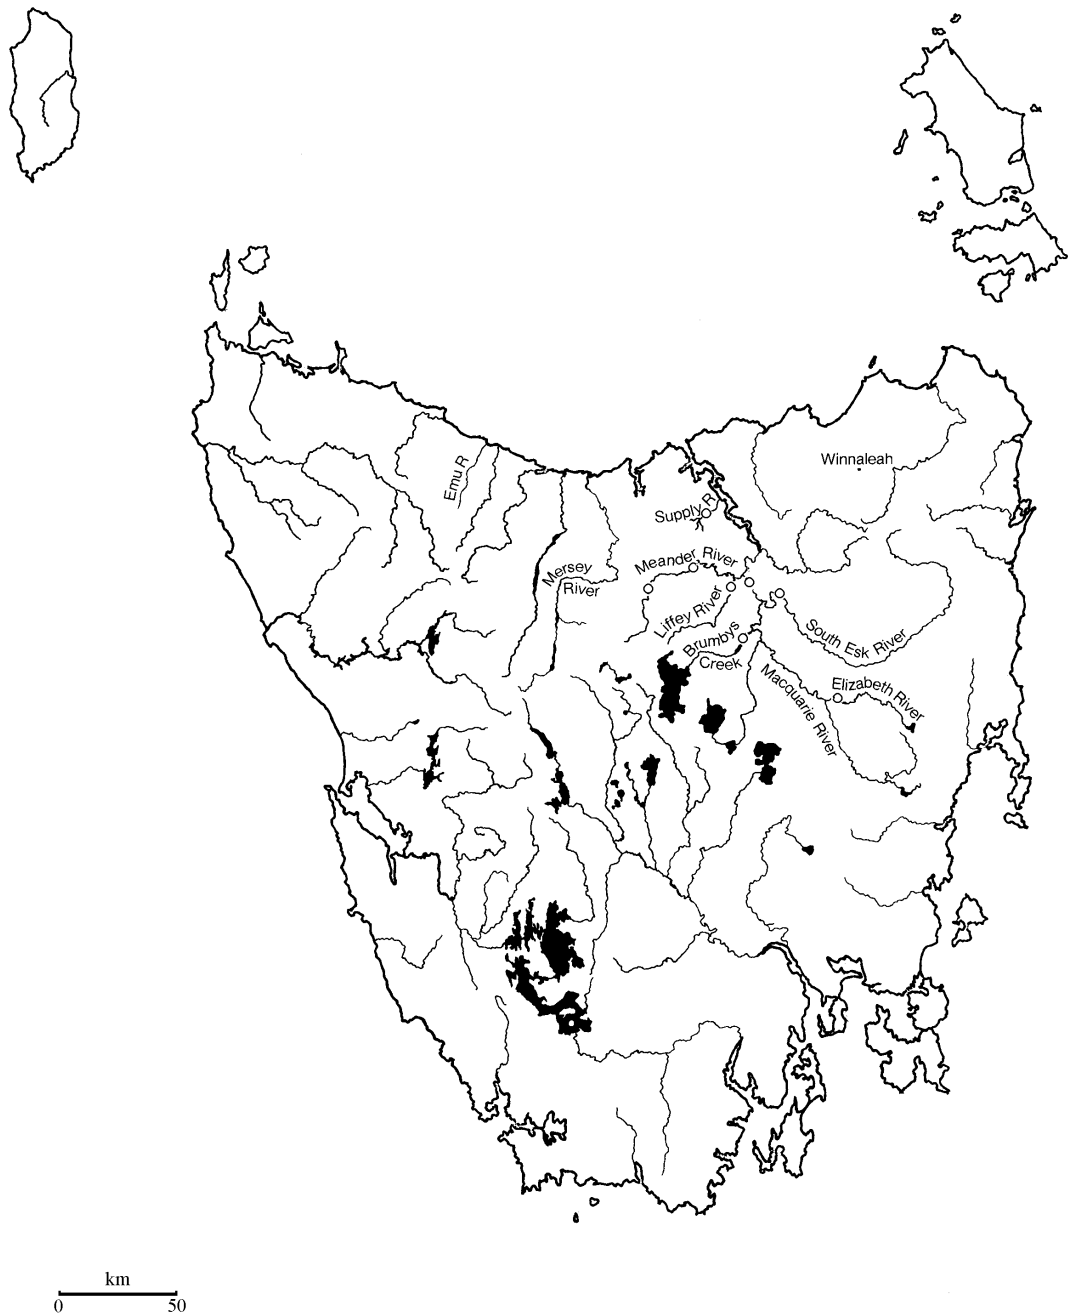 Winnaleah
Emu R
Supply R
Meander River
Mersey
River
Liffey River
Brumbys
Creek
South Esk River
Macquarie River
Elizabeth River
km
0 50